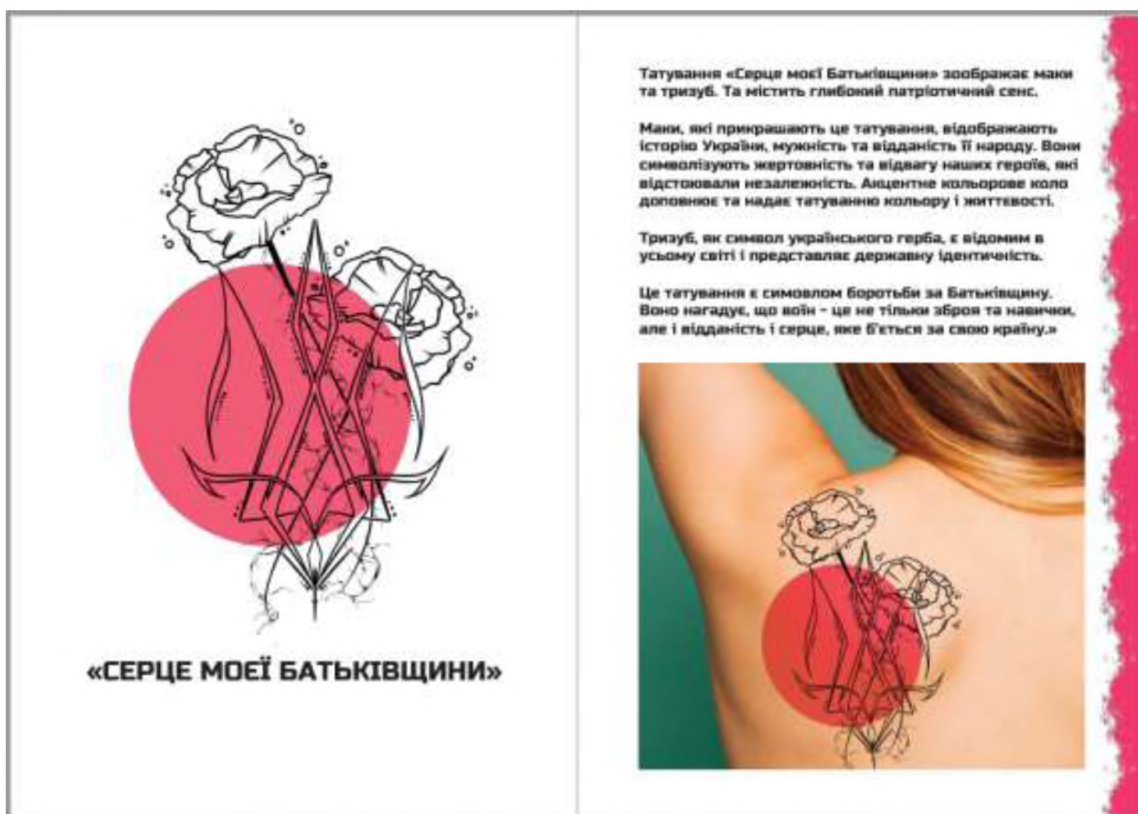 «СЕРЦЕ МОЄЇ БАТЬКІВЩИНИ»
Татування «Серце моєї Батьківщини» зоображає маки
та тризуб. Та містить глибокий патріотичний сенс.
Маки, які прикрашають це татування, відображають
історію України, мужність та відданість її народу. Вони
символізують жертовність та відвагу наших героїв, які
відстоювали незалежність. Акцентне кольорове коло
доповнює та надає татуванню кольору і життєвості.
Тризуб, як символ українського герба, є відомим в
усьому світі і представляє державну ідентичність.
Це татування є симовлом боротьби за Батьківщину.
Воно нагадує, що воїн - це не тільки зброя та навички,
але і відданість і серце, яке б'ється за свою країну.»